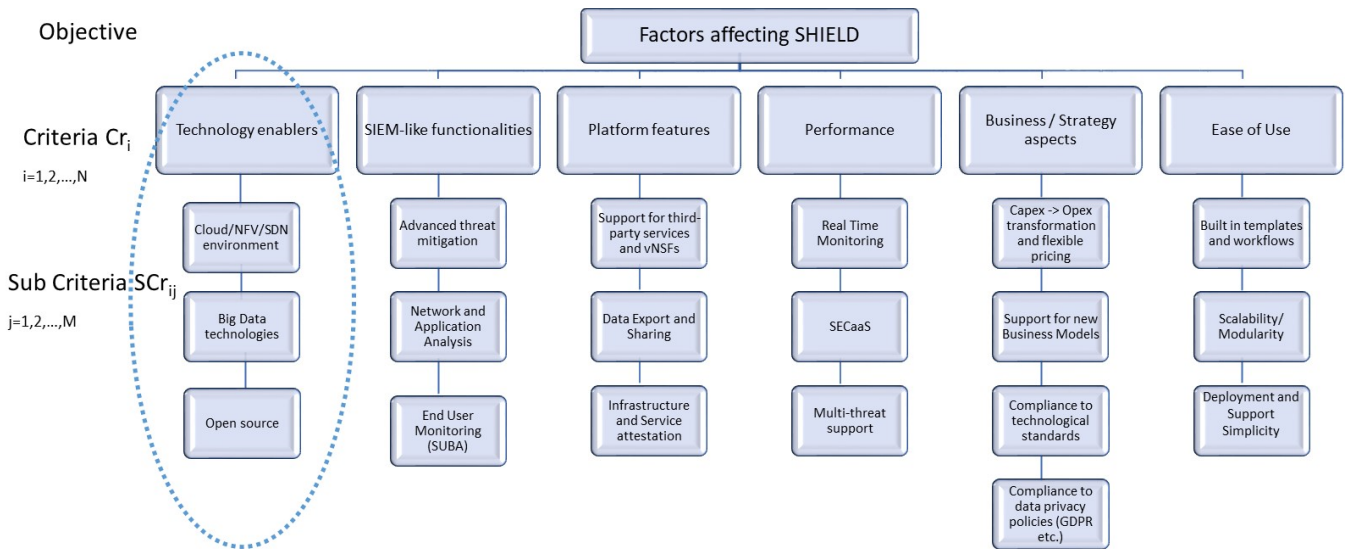 Objective
Factors affecting SHIELD
Criteria Cri
i=1,2,...,N
Technology enablers
SIEM-like functionalities
Platform features
Performance
Business / Strategy
aspects
Ease of Use
Sub Criteria SCrij
j=1,2,...,M
Cloud/NFV/SDN
environment
Big Data
technologies
Open source
Advanced threat
mitigation
Network and
Application
Analysis
End User
Monitoring
(SUBA)
Support for third-
party services
and vNSFs
Data Export and
Sharing
Infrastructure
and Service
attestation
Real Time
Monitoring
SECaaS
Multi-threat
support
Capex -> Opex
transformation
and flexible
pricing
Support for new
Business Models
Compliance to
technological
standards
Compliance to
data privacy
policies (GDPR
etc.)
Built in templates
and workflows
Scalability/
Modularity
Deployment and
Support
Simplicity